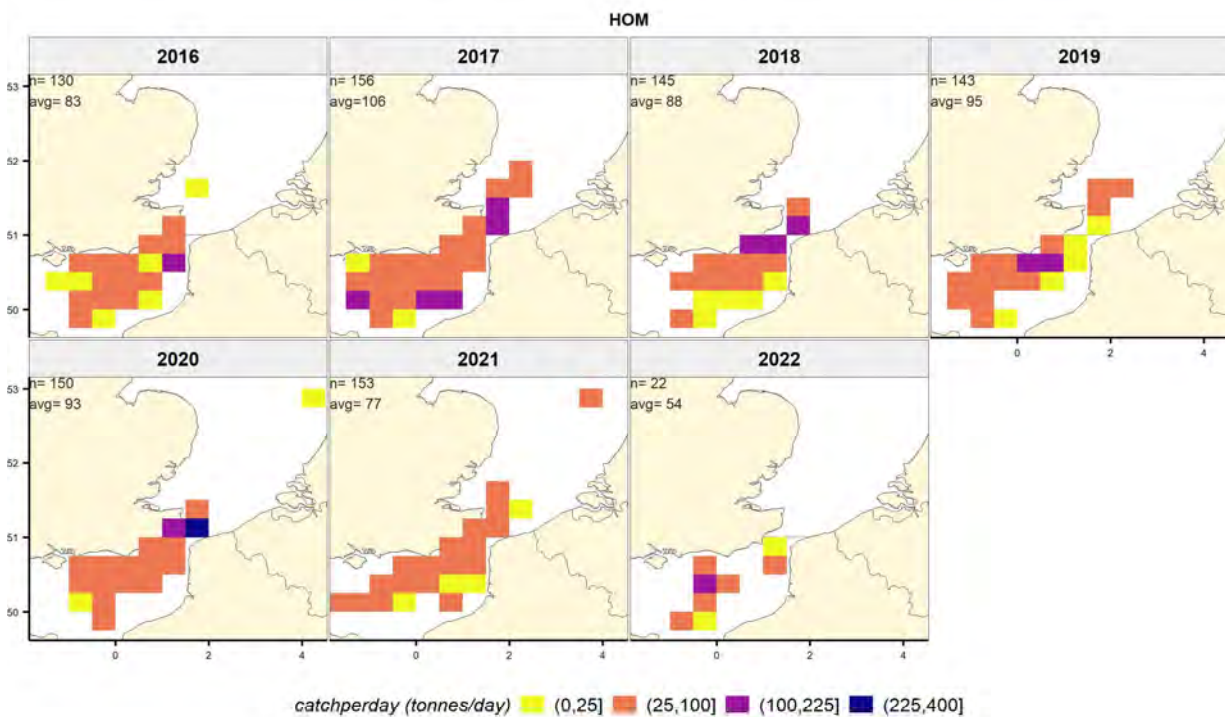 HOM
2016 2017 2018 2019
n= 130 n= 156 n= 145 n= 143
avg= 83 avg=106 avg= 88 avg= 95
53
52
51
50
0 2 4
2020 2021 2022
n= 150 n= 153 n= 22
avg= 93 avg= 77 avg= 54
53
52
51
50
0 2 4 0 2 4 0 2 4
catchperday (tonnes/day) (0,25] (25,100] (100,225] (225,400]